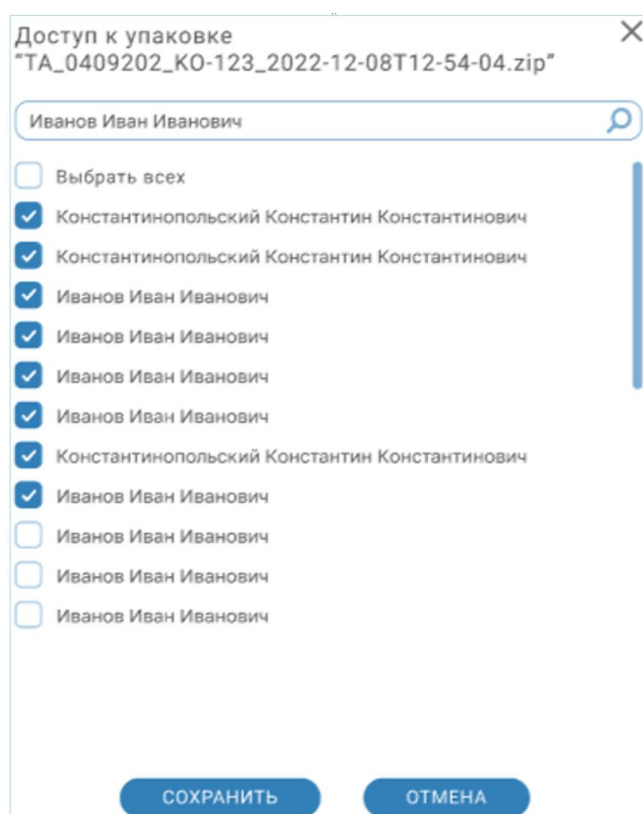 Доступ к упаковке
“TA_0409202_KO-123_2022-12-08T12-54-04.zip”
Иванов Иван Иванович
Выбрать всех
Константинопольский Константин Константинович
Константинопольский Константин Константинович
Иванов Иван Иванович
Иванов Иван Иванович
Иванов Иван Иванович
Иванов Иван Иванович
Константинопольский Константин Константинович
Иванов Иван Иванович
Иванов Иван Иванович
Иванов Иван Иванович
Иванов Иван Иванович
СОХРАНИТЬ ОТМЕНА